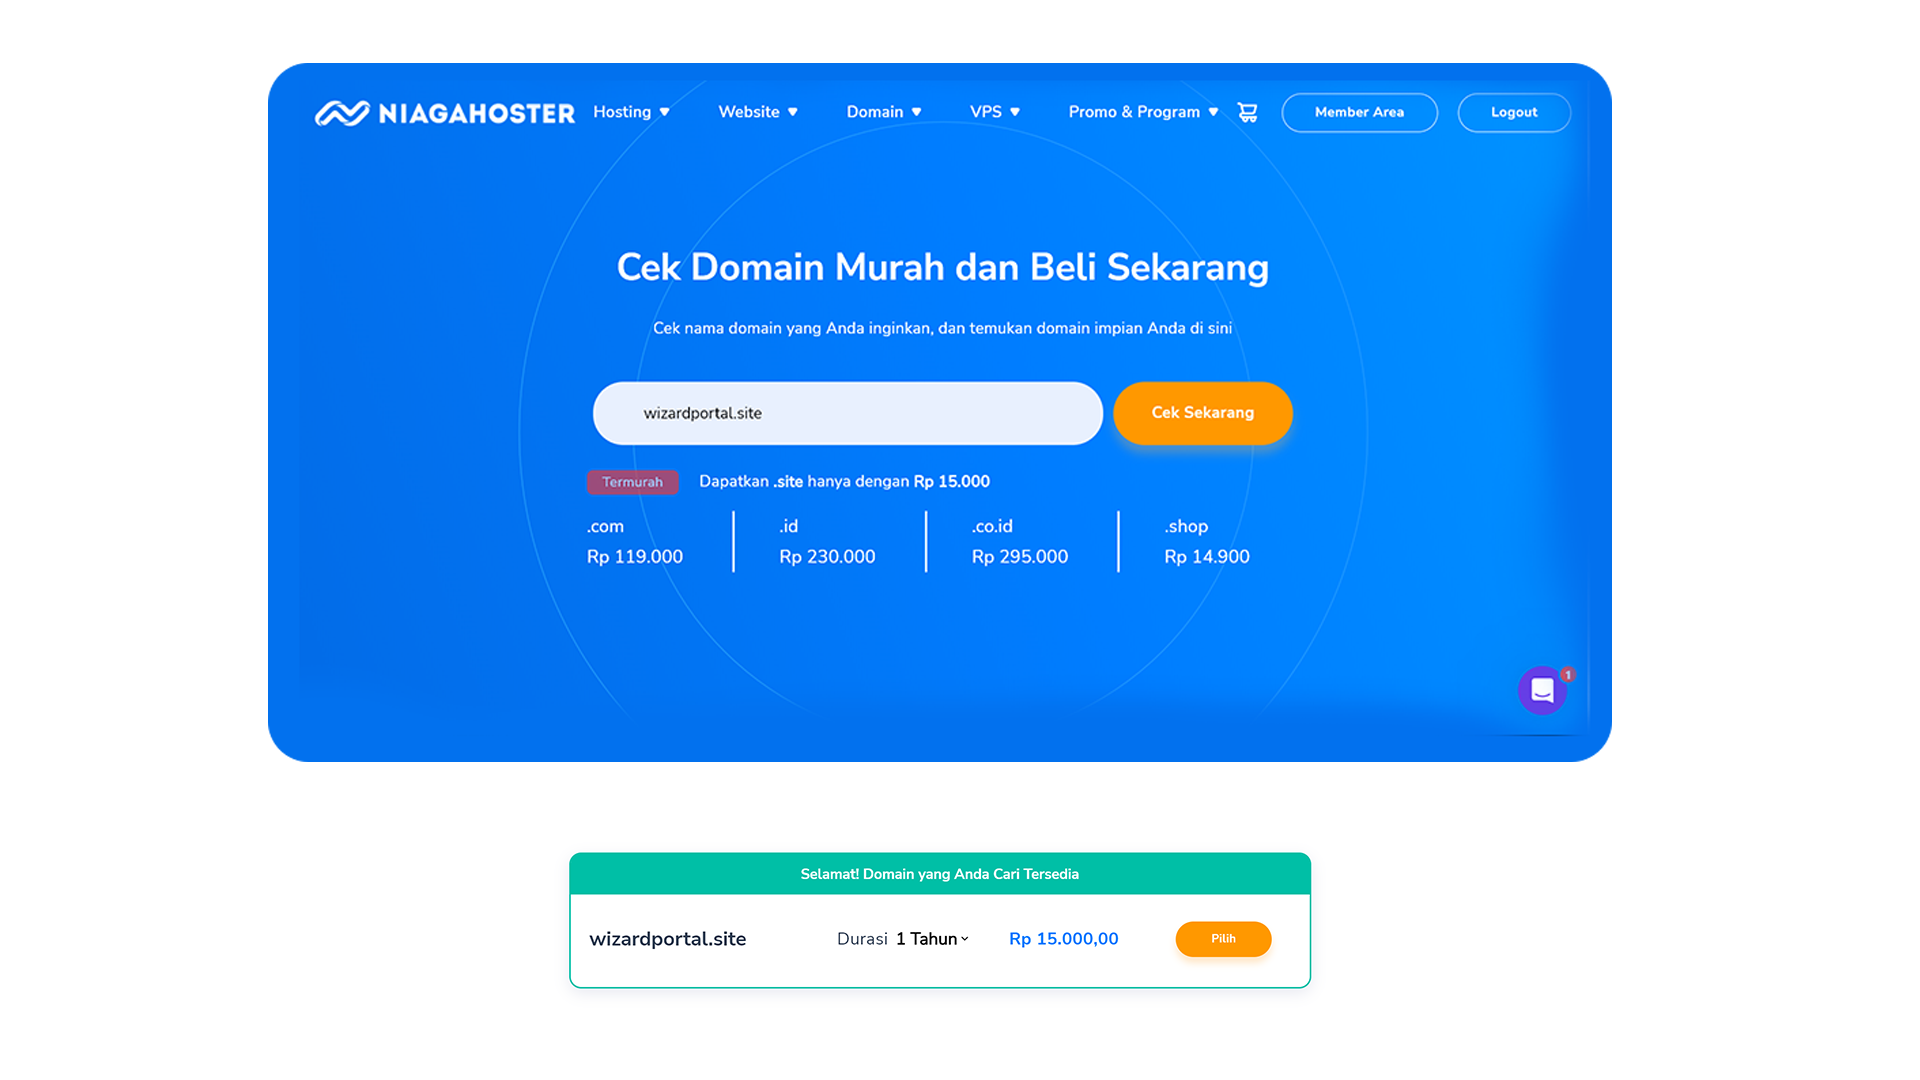 NIAGAHOSTER Hosting Website Domain VPS Promo & Program Member Area Logout
Cek Domain Murah dan Beli Sekarang
Cek nama domain yang Anda inginkan, dan temukan domain impian Anda di sini
wizardportal.site Cek Sekarang
Termurah Dapatkan .site hanya dengan Rp 15.000
.com .id .co.id .shop
Rp 119.000 Rp 230.000 Rp 295.000 Rp 14.900
1
Selamat! Domain yang Anda Cari Tersedia
wizardportal.site Durasi 1 Tahun Rp 15.000,00 Pilih